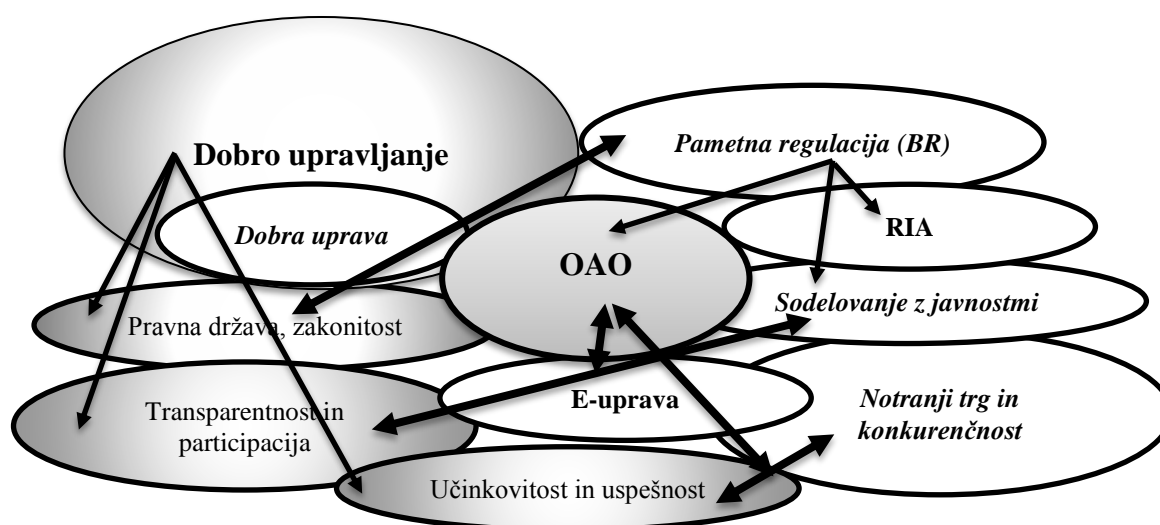 Dobro upravljanje
Pametna regulacija (BR)
Dobra uprava
RIA
OAO
Sodelovanje z javnostmi
Pravna država, zakonitost
E-uprava
Notranji trg in
konkurenčnost
Transparentnost in
participacija
Učinkovitost in uspešnost